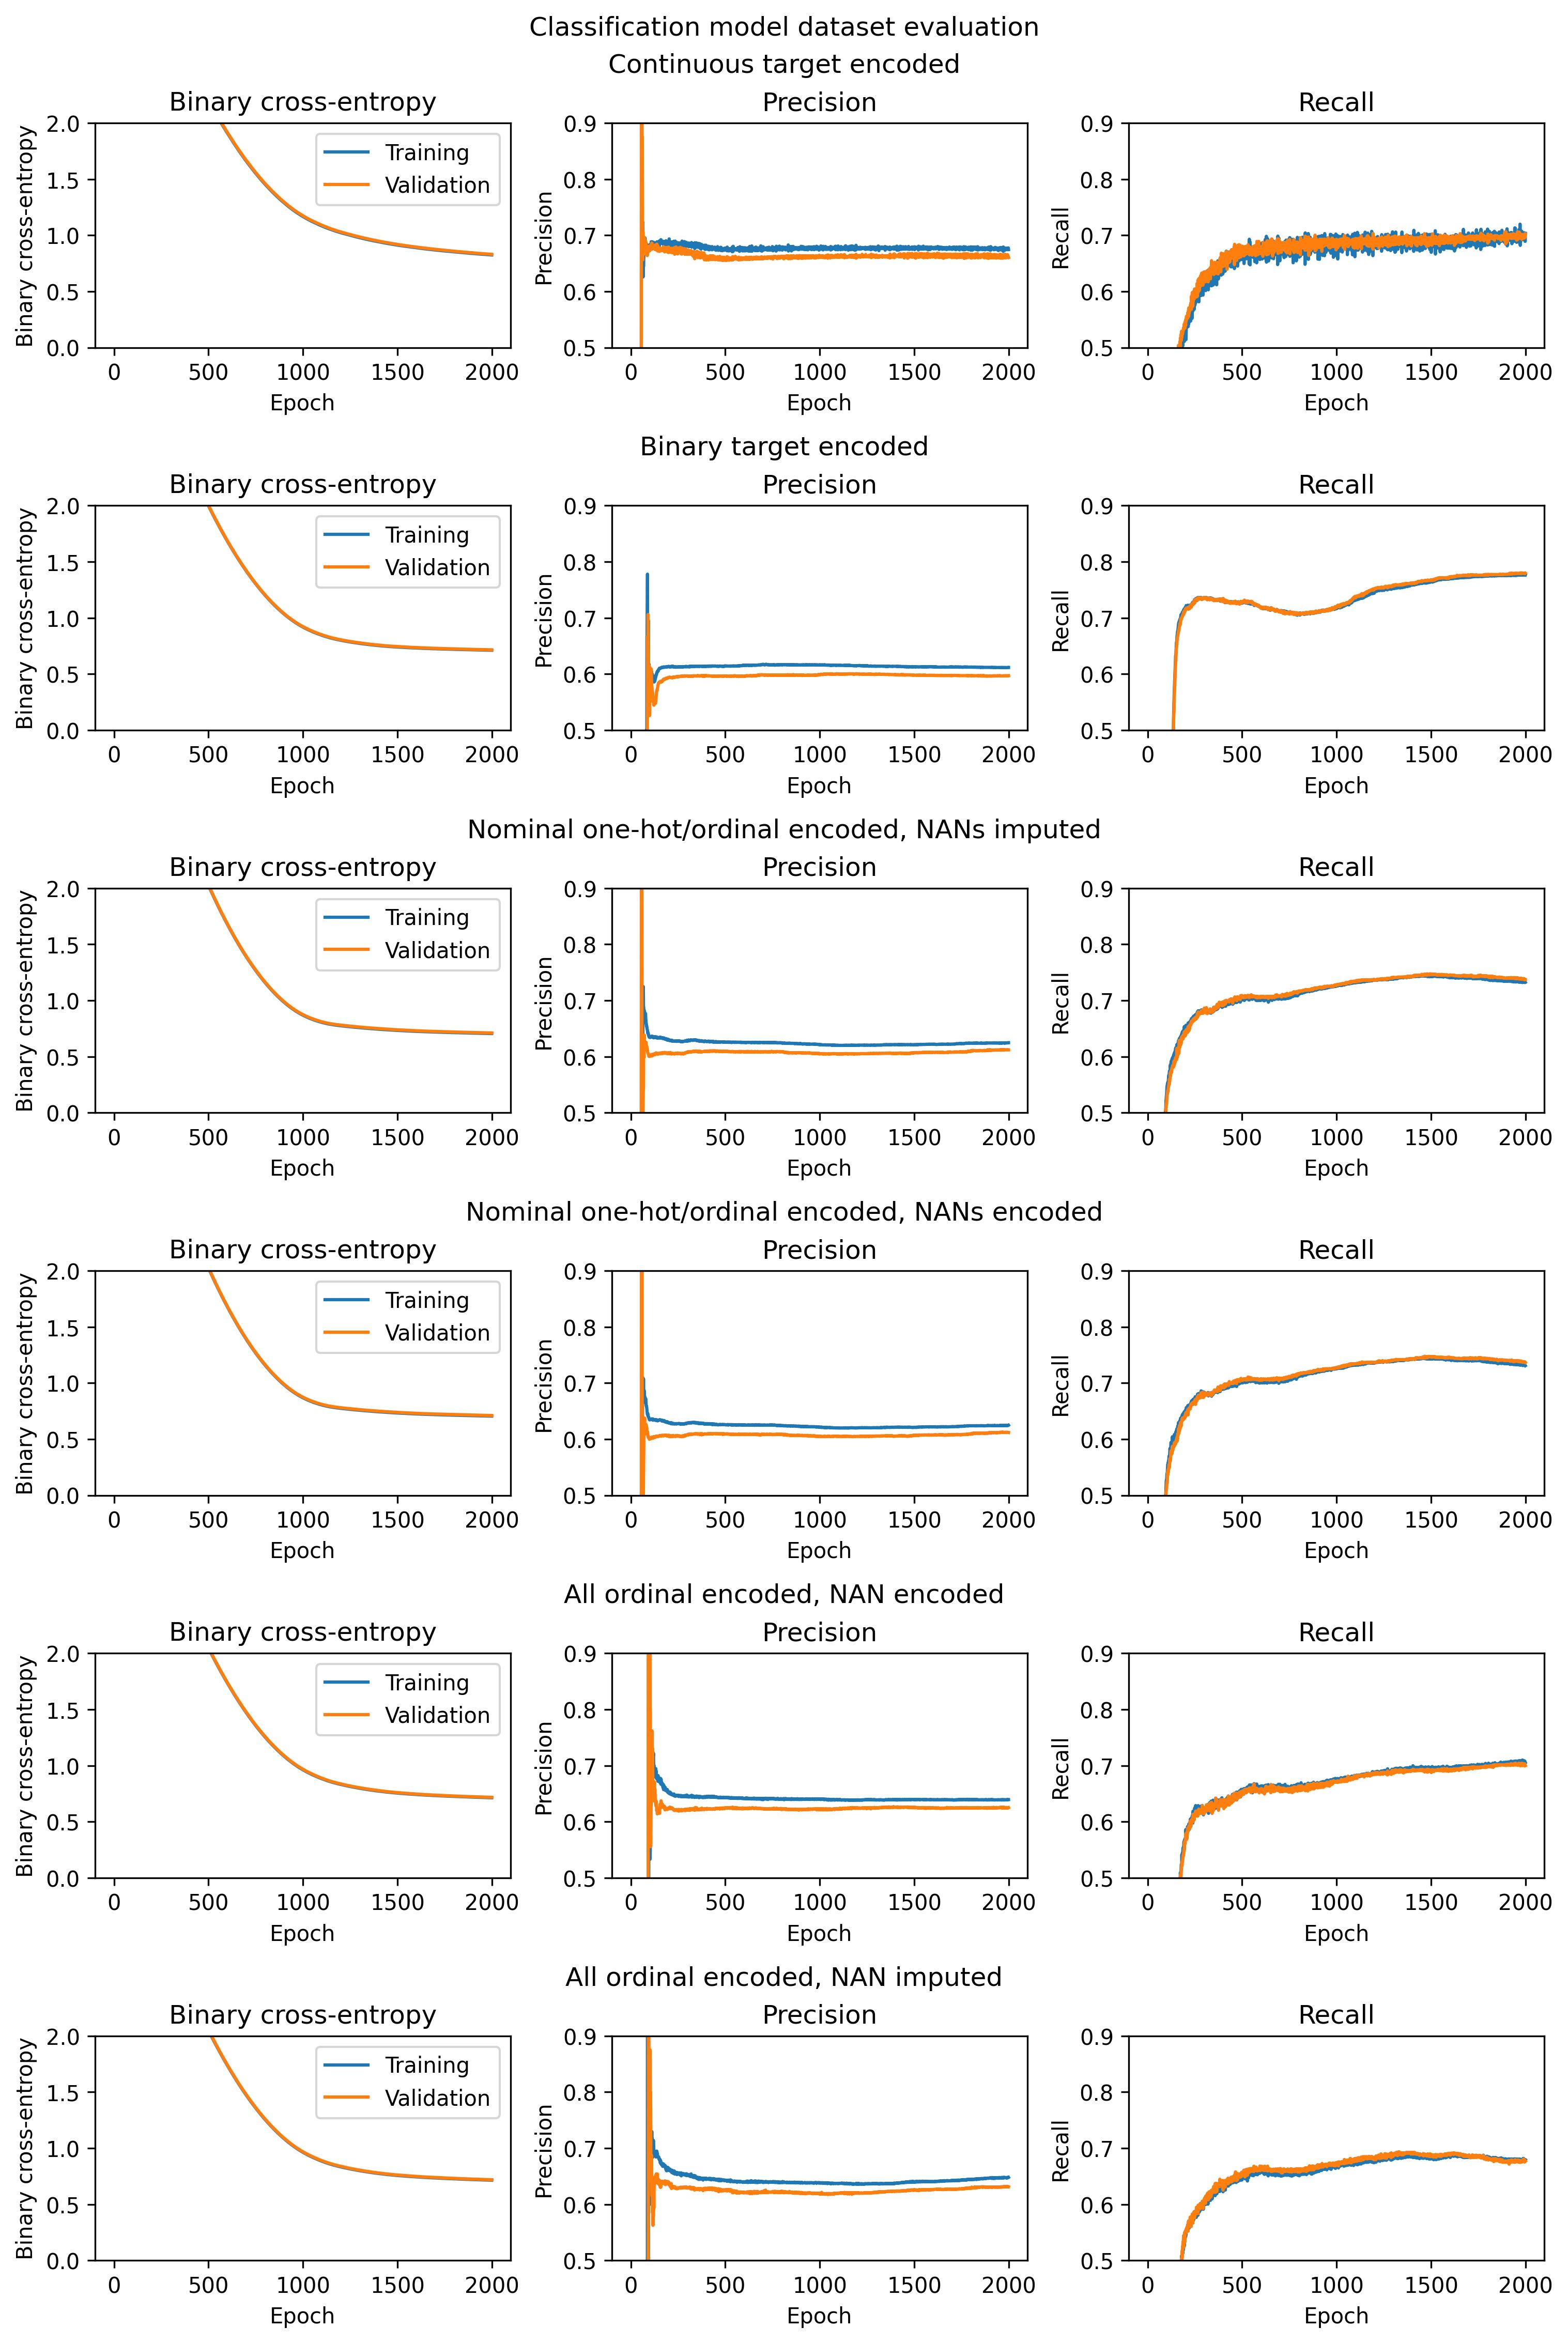 Classification model dataset evaluation
Continuous target encoded
Binary cross-entropy Precision Recall
Binary cross-entropy
2.0
1.5
1.0
0.5
0.0
Training
Validation
0 500 1000 1500 2000
Epoch
Precision
0.9
0.8
0.7
0.6
0.5
0 500 1000 1500 2000
Epoch
Recall
0.9
0.8
0.7
0.6
0.5
0 500 1000 1500 2000
Epoch
Binary target encoded
Binary cross-entropy Precision Recall
Binary cross-entropy
2.0
1.5
1.0
0.5
0.0
Training
Validation
0 500 1000 1500 2000
Epoch
Precision
0.9
0.8
0.7
0.6
0.5
0 500 1000 1500 2000
Epoch
Recall
0.9
0.8
0.7
0.6
0.5
0 500 1000 1500 2000
Epoch
Nominal one-hot/ordinal encoded, NANs imputed
Binary cross-entropy Precision Recall
Binary cross-entropy
2.0
1.5
1.0
0.5
0.0
Training
Validation
0 500 1000 1500 2000
Epoch
Precision
0.9
0.8
0.7
0.6
0.5
0 500 1000 1500 2000
Epoch
Recall
0.9
0.8
0.7
0.6
0.5
0 500 1000 1500 2000
Epoch
Nominal one-hot/ordinal encoded, NANs encoded
Binary cross-entropy Precision Recall
Binary cross-entropy
2.0
1.5
1.0
0.5
0.0
Training
Validation
0 500 1000 1500 2000
Epoch
Precision
0.9
0.8
0.7
0.6
0.5
0 500 1000 1500 2000
Epoch
Recall
0.9
0.8
0.7
0.6
0.5
0 500 1000 1500 2000
Epoch
All ordinal encoded, NAN encoded
Binary cross-entropy Precision Recall
Binary cross-entropy
2.0
1.5
1.0
0.5
0.0
Training
Validation
0 500 1000 1500 2000
Epoch
Precision
0.9
0.8
0.7
0.6
0.5
0 500 1000 1500 2000
Epoch
Recall
0.9
0.8
0.7
0.6
0.5
0 500 1000 1500 2000
Epoch
All ordinal encoded, NAN imputed
Binary cross-entropy Precision Recall
Binary cross-entropy
2.0
1.5
1.0
0.5
0.0
Training
Validation
0 500 1000 1500 2000
Epoch
Precision
0.9
0.8
0.7
0.6
0.5
0 500 1000 1500 2000
Epoch
Recall
0.9
0.8
0.7
0.6
0.5
0 500 1000 1500 2000
Epoch